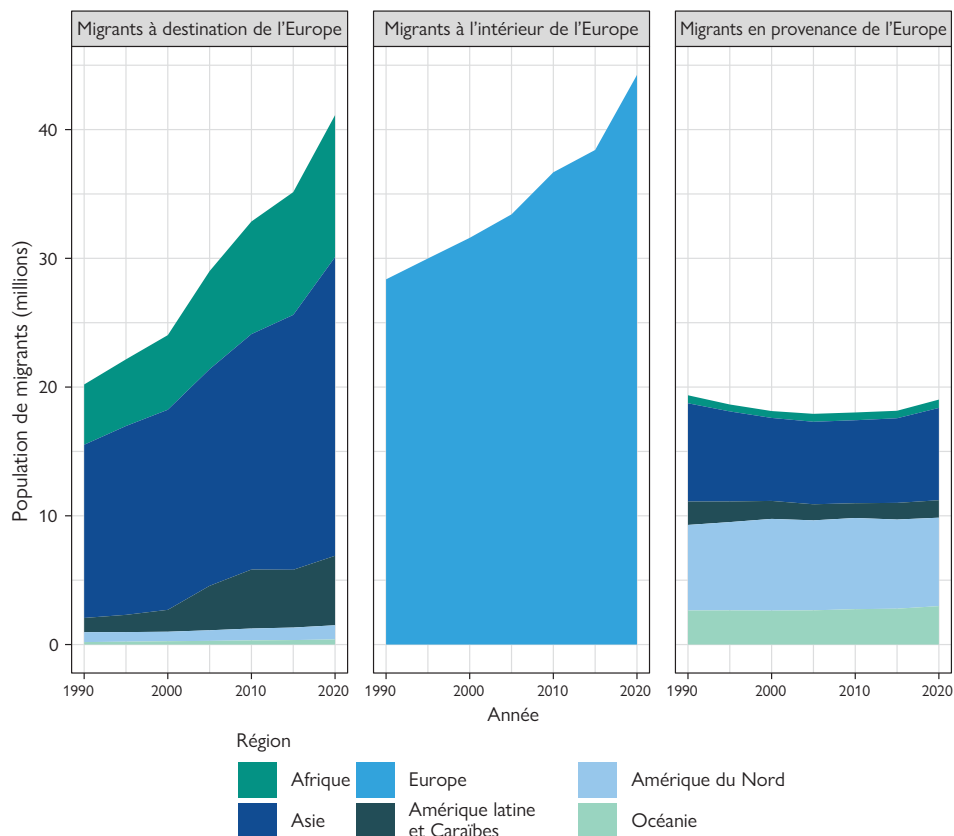 Migrants à destination de l’Europe
Migrants à l’intérieur de l’Europe
Migrants en provenance de l’Europe
Population de migrants (millions)
40
30
20
10
0
1990 2000 2010 2020
1990 2000 2010 2020
1990 2000 2010 2020
Année
Région
Afrique
Europe
Amérique du Nord
Asie
Amérique latine
et Caraïbes
Océanie